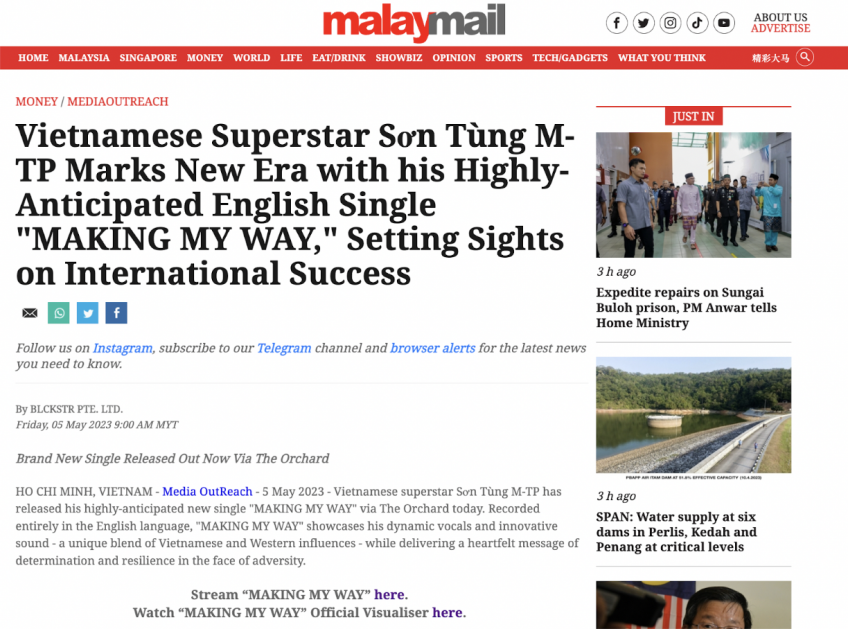 malaymail
ABOUT US
ADVERTISE
HOME MALAYSIA SINGAPORE MONEY WORLD LIFE EAT/DRINK SHOWBIZ OPINION SPORTS TECH/GADGETS WHAT YOU THINK 精彩大马
MONEY / MEDIAOUTREACH
Vietnamese Superstar Sơn Tùng M-
TP Marks New Era with his Highly-
Anticipated English Single
"MAKING MY WAY," Setting Sights
on International Success
Follow us on Instagram, subscribe to our Telegram channel and browser alerts for the latest news
you need to know.
By BLCKSTR PTE. LTD.
Friday, 05 May 2023 9:00 AM MYT
Brand New Single Released Out Now Via The Orchard
HO CHI MINH, VIETNAM - Media OutReach - 5 May 2023 - Vietnamese superstar Sơn Tùng M-TP has
released his highly-anticipated new single "MAKING MY WAY" via The Orchard today. Recorded
entirely in the English language, "MAKING MY WAY" showcases his dynamic vocals and innovative
sound - a unique blend of Vietnamese and Western influences - while delivering a heartfelt message of
determination and resilience in the face of adversity.
Stream “MAKING MY WAY” here.
Watch “MAKING MY WAY” Official Visualiser here.
JUST IN
3 h ago
Expedite repairs on Sungai
Buloh prison, PM Anwar tells
Home Ministry
PBAPP AIR ITAM DAM AT 51.0% EFFECTIVE CAPACITY (10.4.2023)
3 h ago
SPAN: Water supply at six
dams in Perlis, Kedah and
Penang at critical levels